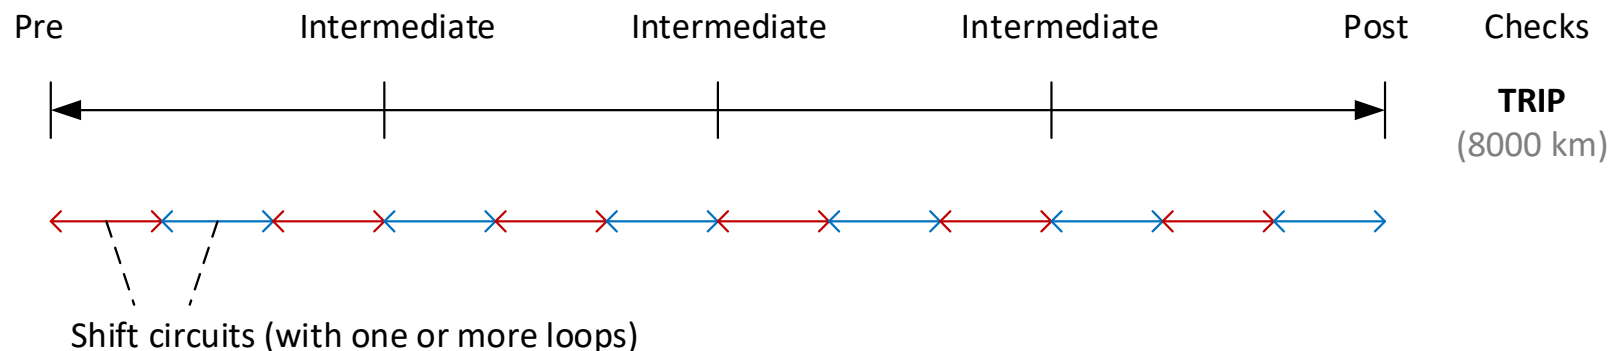 Pre Intermediate Intermediate Intermediate Post Checks
TRIP
(8000 km)
Shift circuits (with one or more loops)